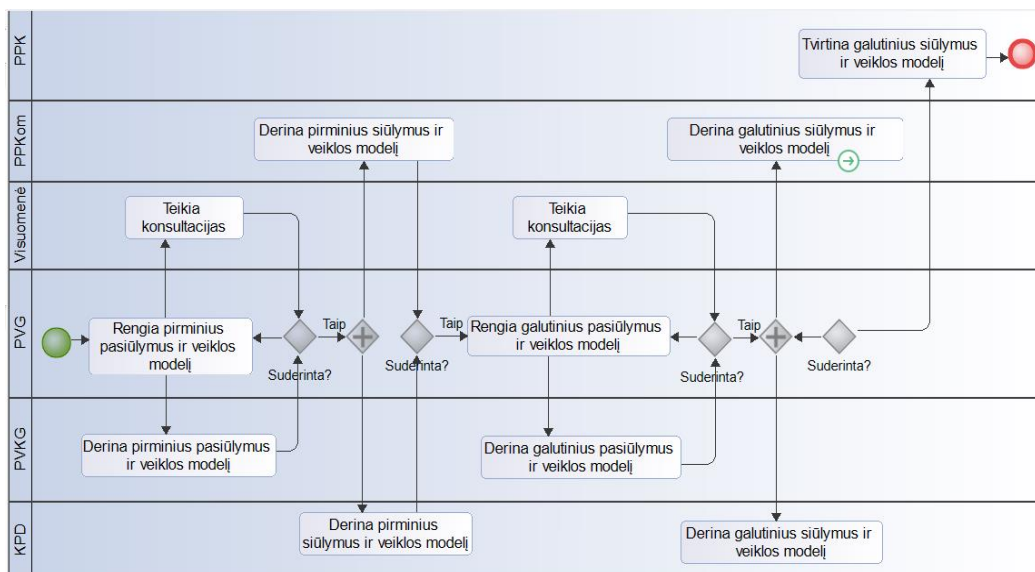 PPK
Tvirtina galutinius siūlymus
ir veiklos modelį
PPKom
Derina pirminius siūlymus ir
veiklos modelį
Derina galutinius siūlymus ir
veiklos modelį
Visuomenė
Teikia
konsultacijas
Teikia
konsultacijas
PVG
Rengia pirminius
pasiūlymus ir veiklos
modelį
Suderinta?
Taip
Suderinta?
Taip
Rengia galutinius pasiūlymus
ir veiklos modelį
Suderinta?
Taip
Suderinta?
PVKG
Derina pirminius pasiūlymus
ir veiklos modelį
Derina galutinius pasiūlymus
ir veiklos modelį
KPD
Derina pirminius
siūlymus ir veiklos modelį
Derina galutinius siūlymus ir
veiklos modelį